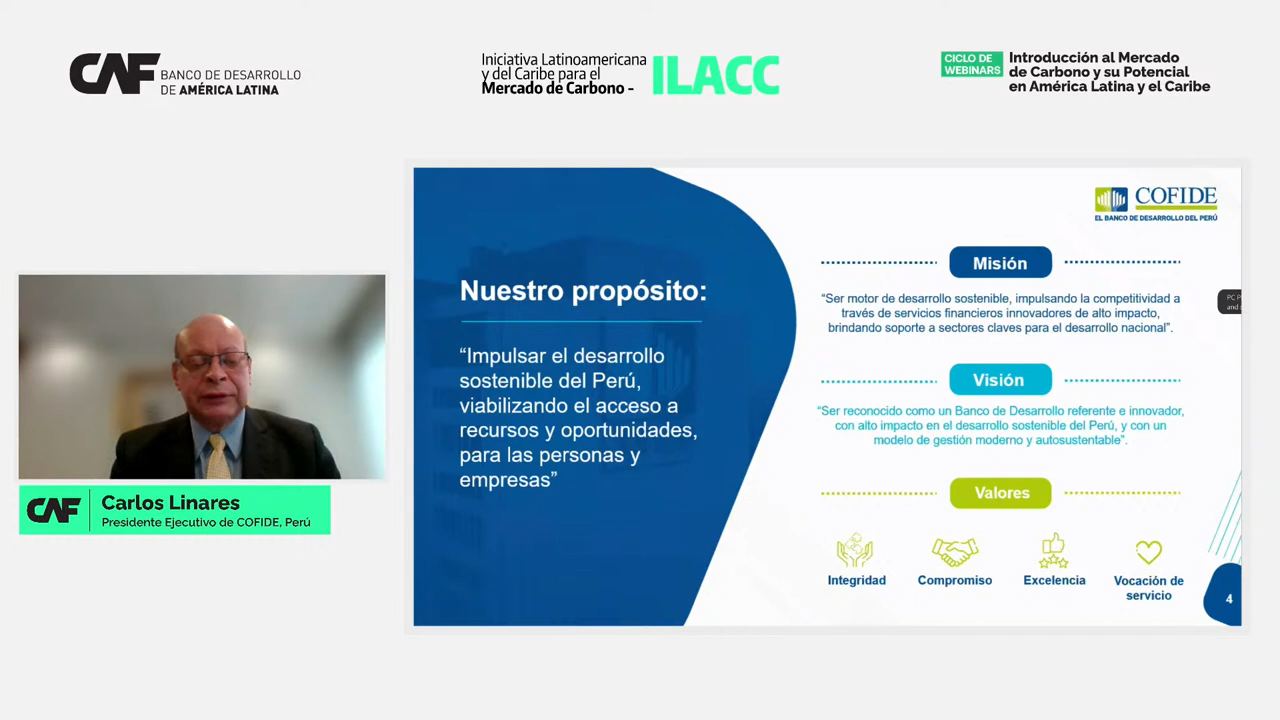 CAF BANCO DE DESARROLLO
DE AMÉRICA LATINA
Iniciativa Latinoamericana
y del Caribe para el
Mercado de Carbono -
ILACC
CICLO DE
WEBINARS
Introducción al Mercado
de Carbono y su Potencial
en América Latina y el Caribe
COFIDE
EL BANCO DE DESARROLLO DEL PERÚ
Nuestro propósito:
“Impulsar el desarrollo
sostenible del Perú,
viabilizando el acceso a
recursos y oportunidades,
para las personas y
empresas”
Misión
“Ser motor de desarrollo sostenible, impulsando la competitividad a
través de servicios financieros innovadores de alto impacto,
brindando soporte a sectores claves para el desarrollo nacional”.
Visión
“Ser reconocido como un Banco de Desarrollo referente e innovador,
con alto impacto en el desarrollo sostenible del Perú, y con un
modelo de gestión moderno y autosustentable”.
Valores
Integridad
Compromiso
Excelencia
Vocación de
servicio
4
CAF
Carlos Linares
Presidente Ejecutivo de COFIDE, Perú